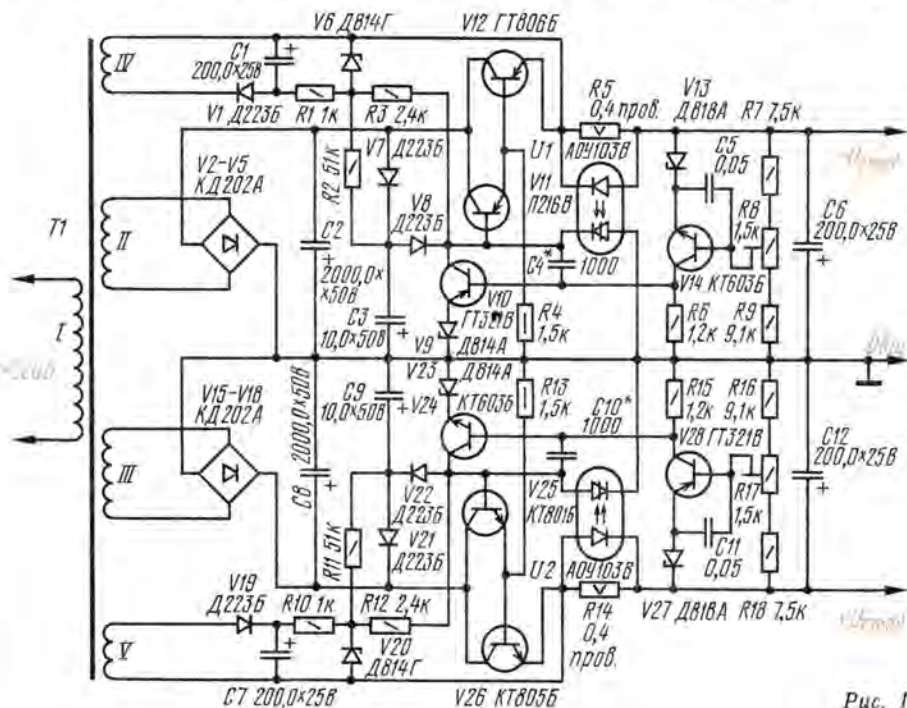 V6 Д814Г
V12 ГТ806Б
IV
C1
200,0×25В
V1 Д223Б
R1 1к
R3 2,4к
R5
0,4 пров.
V13
Д818А
R7 7,5к
V7
Д223Б
U1
АОУ103В
C5
0,05
V2-V5
КД202А
R2 51к
V11
П216В
R8
1,5к
C6
200,0×25В
V8
Д223Б
T1
II
C2
2000,0×
×50В
C4*
1000
V14 КТ603Б
V10
ГТ321В
R4
1,5к
R6
1,2к
R9
9,1к
C3
10,0×50В
V9
Д814А
I
V15-V18
КД202А
2000,0×50В
C8
C9
10,0×50В
V23
Д814А
V24
КТ603Б
R13
1,5к
C10*
1000
R15
1,2к
R16
9,1к
V28 ГТ321В
C12
200,0×25В
III
V25
КТ801Б
R17
1,5к
V22
Д223Б
V21
Д223Б
R11 51к
U2
АОУ103В
C11
0,05
V19
Д223Б
R10 1к
R12 2,4к
R14
0,4
пров.
V27 Д818А
R18 7,5к
V
V20
Д814Г
C7 200,0×25В
V26 КТ805Б
Рис. 1